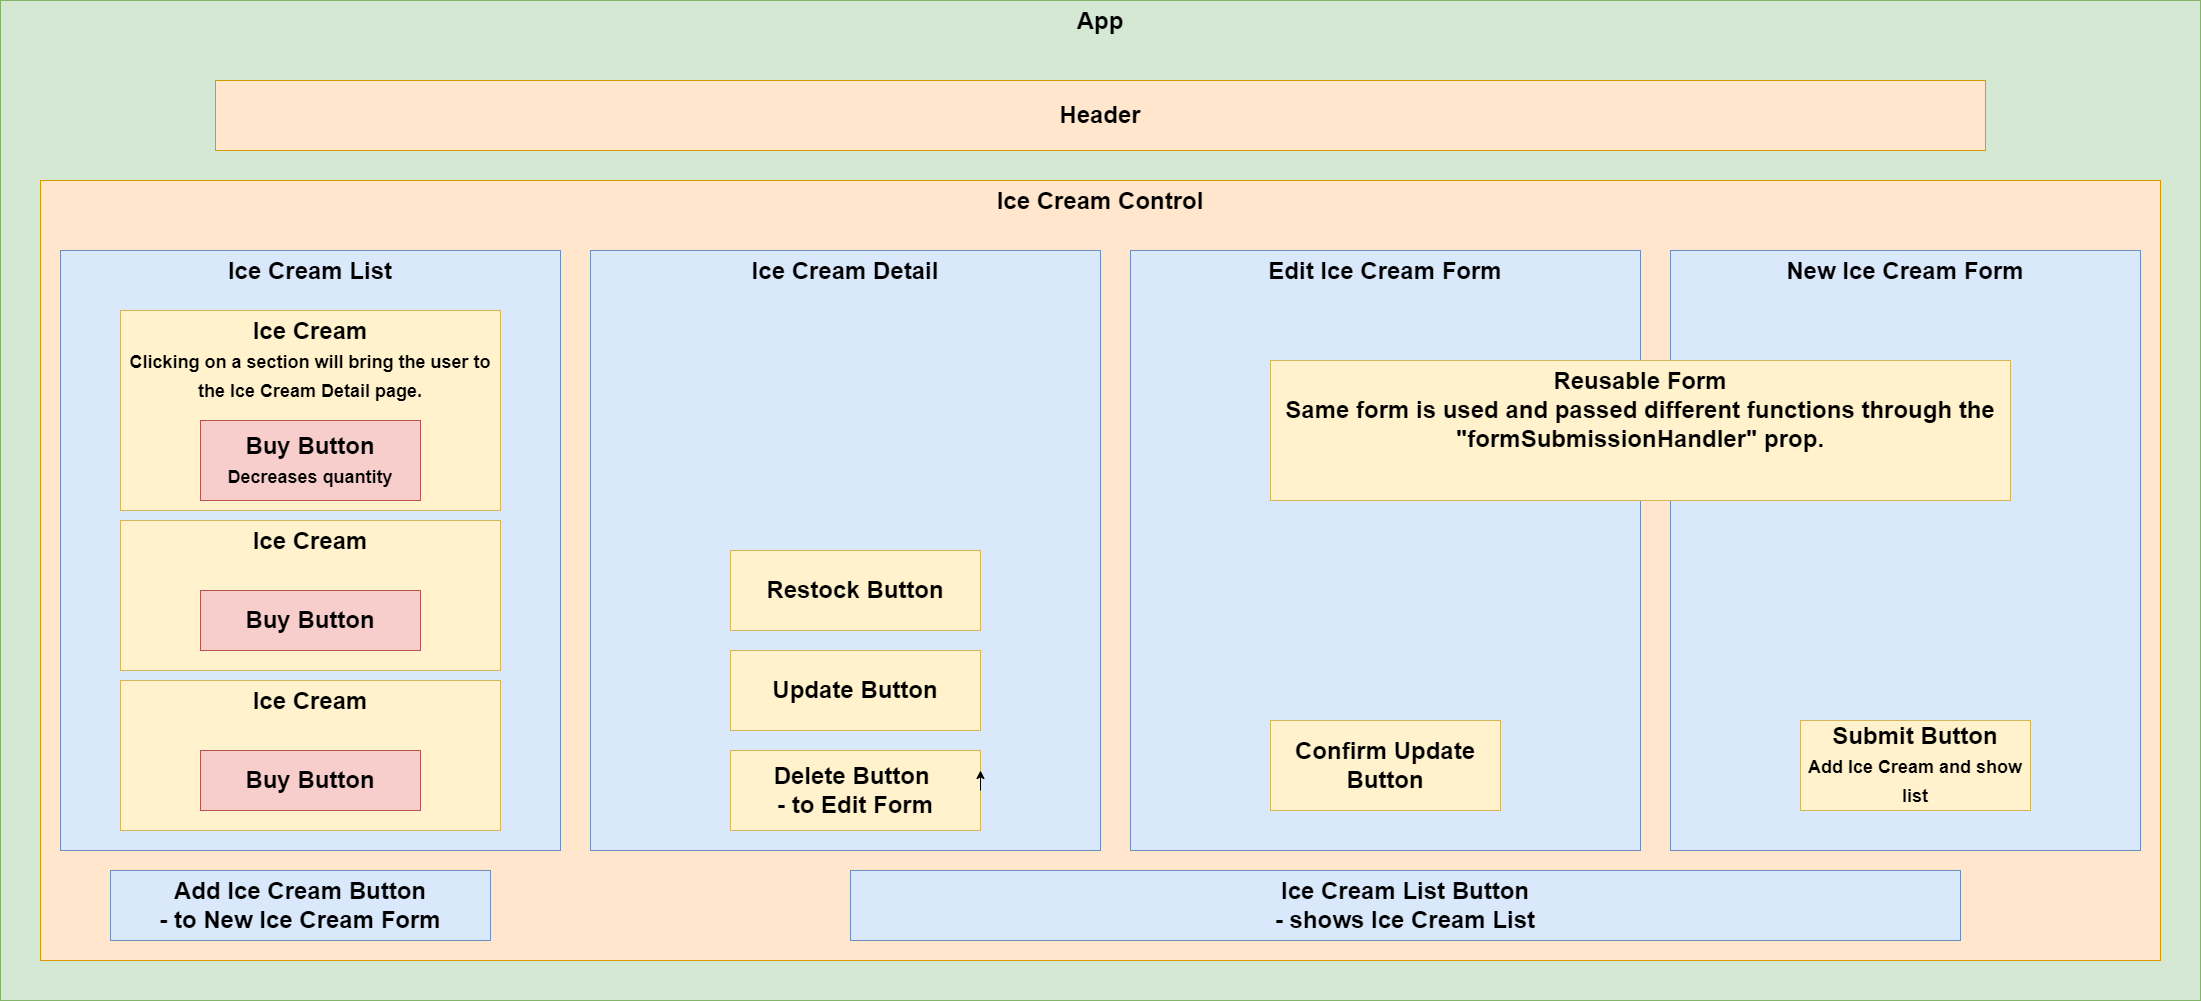 App
Header
Ice Cream Control
Ice Cream List
Ice Cream
Clicking on a section will bring the user to
the Ice Cream Detail page.
Buy Button
Decreases quantity
Ice Cream
Buy Button
Ice Cream
Buy Button
Ice Cream Detail
Restock Button
Update Button
Delete Button
- to Edit Form
Edit Ice Cream Form
New Ice Cream Form
Reusable Form
Same form is used and passed different functions through the
"formSubmissionHandler" prop.
Confirm Update
Button
Submit Button
Add Ice Cream and show
list
Add Ice Cream Button
- to New Ice Cream Form
Ice Cream List Button
- shows Ice Cream List